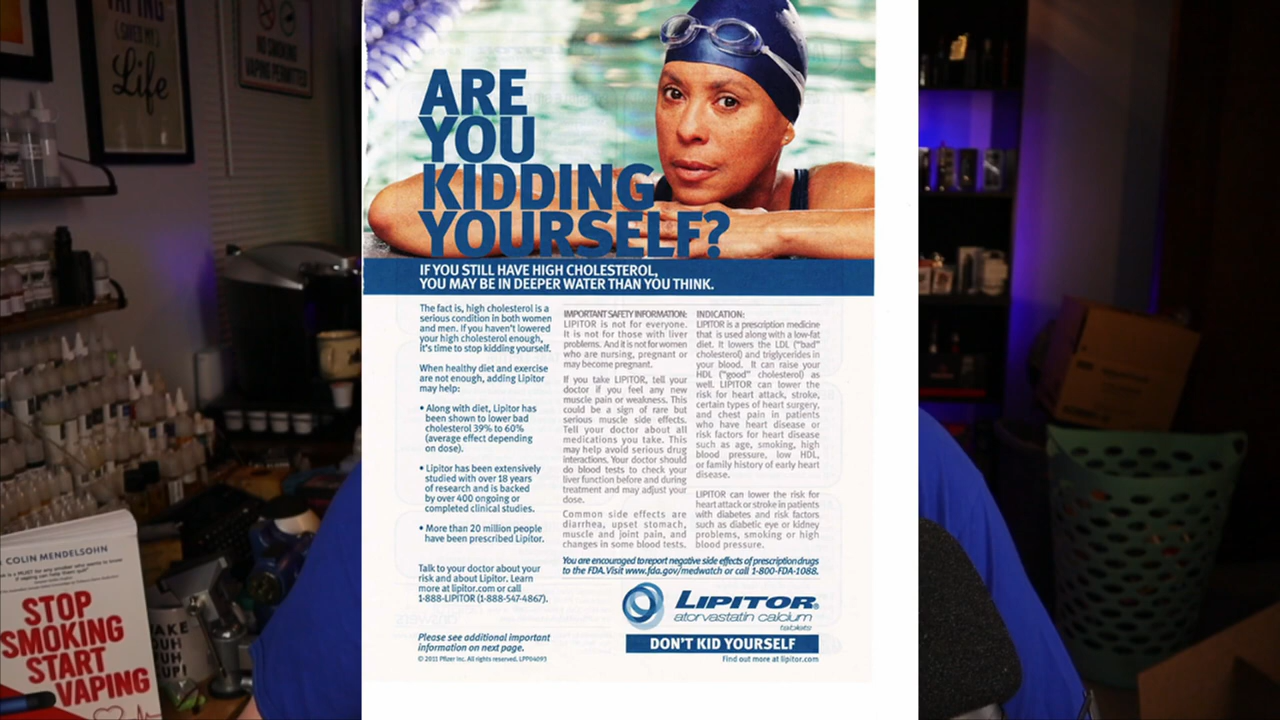 VAPING
(SAVED MY)
Life
NO SMOKING
VAPING PERMITTED
COLIN MENDELSOHN
STOP
SMOKING
START
VAPING
ARE
YOU
KIDDING
YOURSELF?
IF YOU STILL HAVE HIGH CHOLESTEROL,
YOU MAY BE IN DEEPER WATER THAN YOU THINK.
The fact is, high cholesterol is a
serious condition in both women
and men. If you haven't lowered
your high cholesterol enough,
it's time to stop kidding yourself.
When healthy diet and exercise
are not enough, adding Lipitor
may help:
• Along with diet, Lipitor has
been shown to lower bad
cholesterol 39% to 60%
(average effect depending
on dose).
• Lipitor has been extensively
studied with over 18 years
of research and is backed
by over 400 ongoing or
completed clinical studies.
• More than 20 million people
have been prescribed Lipitor.
Talk to your doctor about your
risk and about Lipitor. Learn
more at lipitor.com or call
1-888-LIPITOR (1-888-547-4867).
Please see additional important
information on next page.
© 2011 Pfizer Inc. All rights reserved. LPP04093
IMPORTANT SAFETY INFORMATION:
LIPITOR is not for everyone.
It is not for those with liver
problems. And it is not for women
who are nursing, pregnant or
may become pregnant.
If you take LIPITOR, tell your
doctor if you feel any new
muscle pain or weakness. This
could be a sign of rare but
serious muscle side effects.
Tell your doctor about all
medications you take. This
may help avoid serious drug
interactions. Your doctor should
do blood tests to check your
liver function before and during
treatment and may adjust your
dose.
Common side effects are
diarrhea, upset stomach,
muscle and joint pain, and
changes in some blood tests.
INDICATION:
LIPITOR is a prescription medicine
that is used along with a low-fat
diet. It lowers the LDL ("bad"
cholesterol) and triglycerides in
your blood. It can raise your
HDL ("good" cholesterol) as
well. LIPITOR can lower the
risk for heart attack, stroke,
certain types of heart surgery,
and chest pain in patients
who have heart disease or
risk factors for heart disease
such as age, smoking, high
blood pressure, low HDL,
or family history of early heart
disease.
LIPITOR can lower the risk for
heart attack or stroke in patients
with diabetes and risk factors
such as diabetic eye or kidney
problems, smoking or high
blood pressure.
You are encouraged to report negative side effects of prescription drugs
to the FDA. Visit www.fda.gov/medwatch or call 1-800-FDA-1088.
LIPITOR®
atorvastatin calcium
tablets
DON'T KID YOURSELF
Find out more at lipitor.com